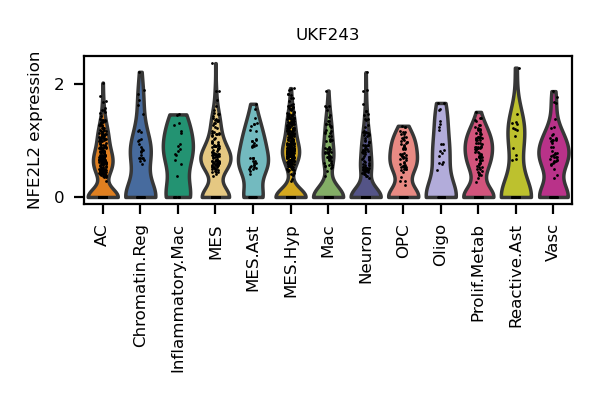 UKF243
NFE2L2 expression
2
0
AC
Chromatin.Reg
Inflammatory.Mac
MES
MES.Ast
MES.Hyp
Mac
Neuron
OPC
Oligo
Prolif.Metab
Reactive.Ast
Vasc